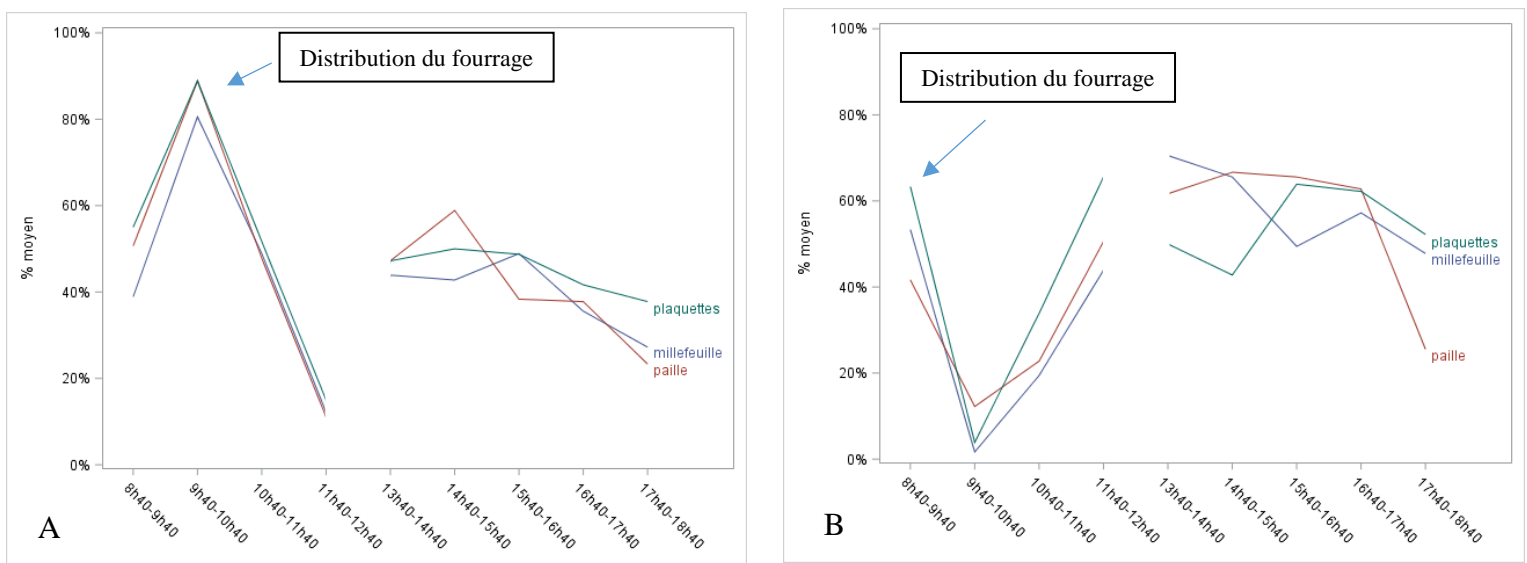 100%
80%
60%
40%
20%
0%
% moyen
Distribution du fourrage
plaquettes
millefeuille
paille
8h40-9h40
9h40-10h40
10h40-11h40
11h40-12h40
13h40-14h40
14h40-15h40
15h40-16h40
16h40-17h40
17h40-18h40
A
100%
80%
60%
40%
20%
0%
% moyen
Distribution du fourrage
plaquettes
millefeuille
paille
8h40-9h40
9h40-10h40
10h40-11h40
11h40-12h40
13h40-14h40
14h40-15h40
15h40-16h40
16h40-17h40
17h40-18h40
B